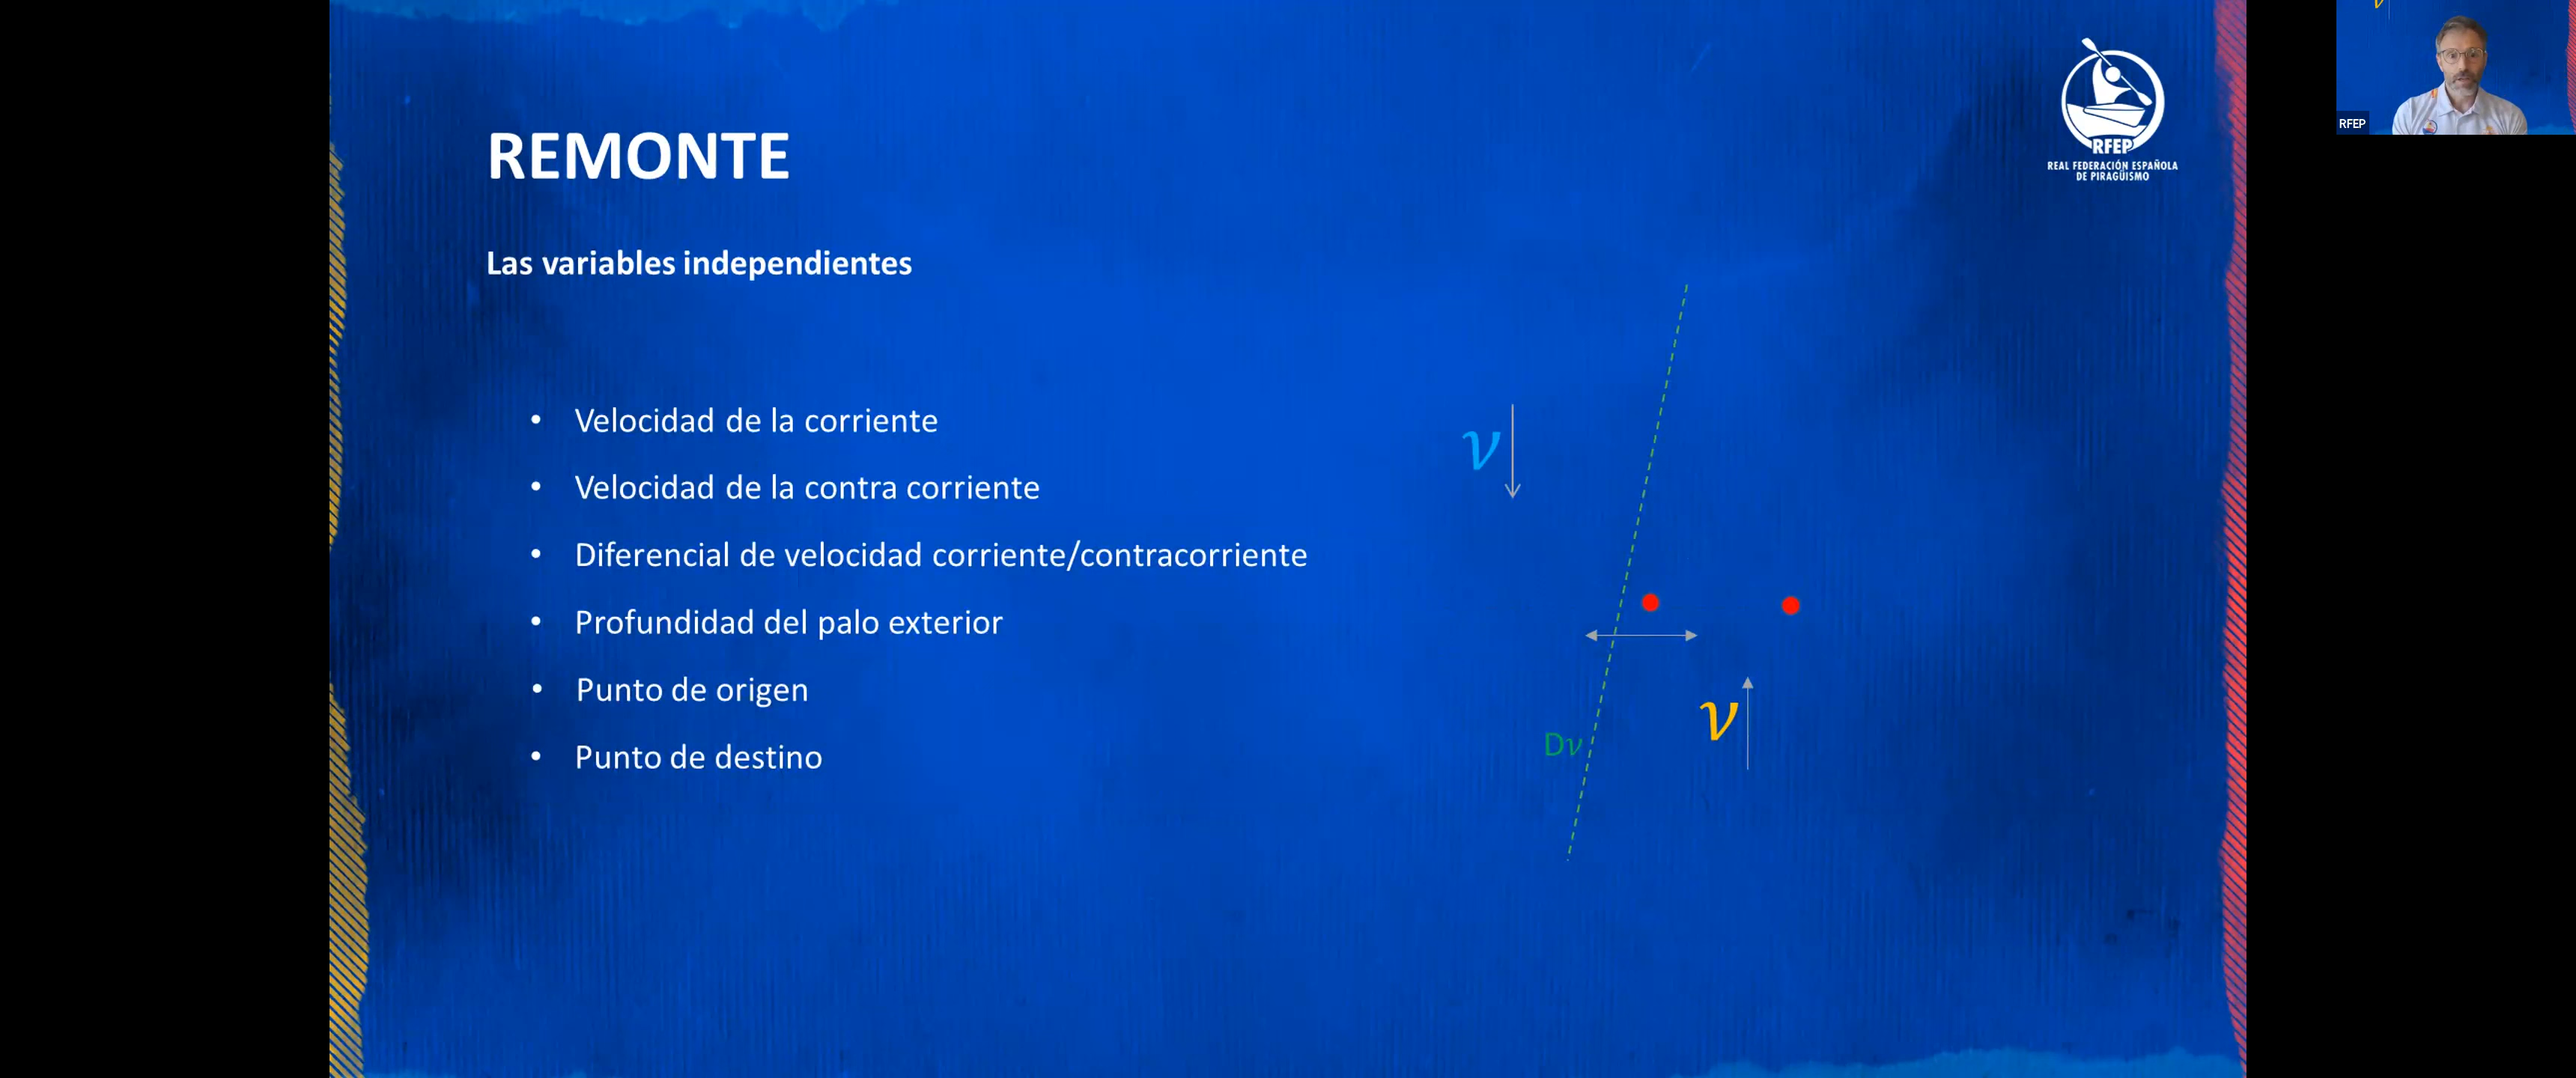 REMONTE
Las variables independientes
• Velocidad de la corriente
• Velocidad de la contra corriente
• Diferencial de velocidad corriente/contracorriente
• Profundidad del palo exterior
• Punto de origen
• Punto de destino
ν
ν
Dν
RFEP
REAL FEDERACIÓN ESPAÑOLA
DE PIRAGÜISMO
RFEP